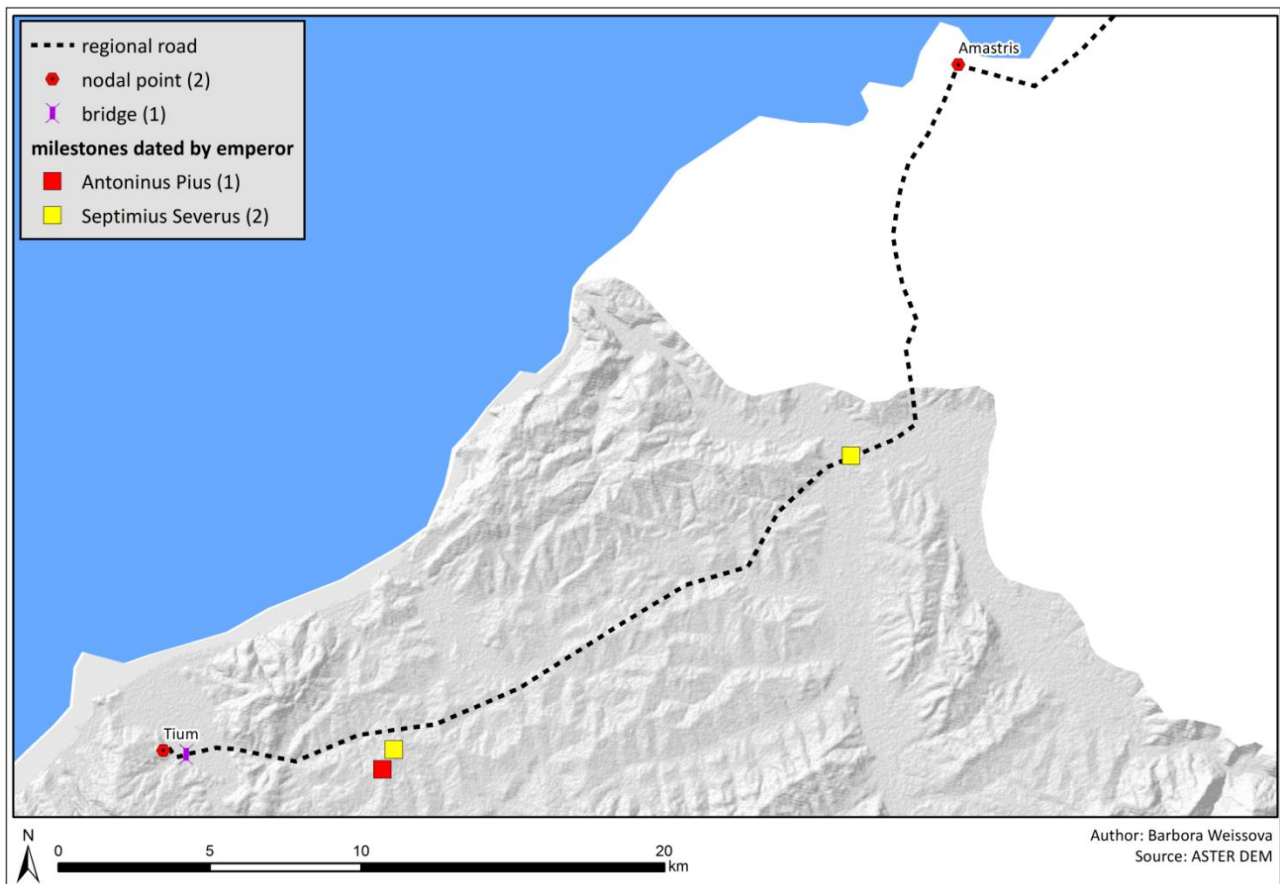 regional road
nodal point (2)
bridge (1)
milestones dated by emperor
Antoninus Pius (1)
Septimius Severus (2)
Amastris
Tium
N
0 5 10 20
km
Author: Barbora Weissova
Source: ASTER DEM